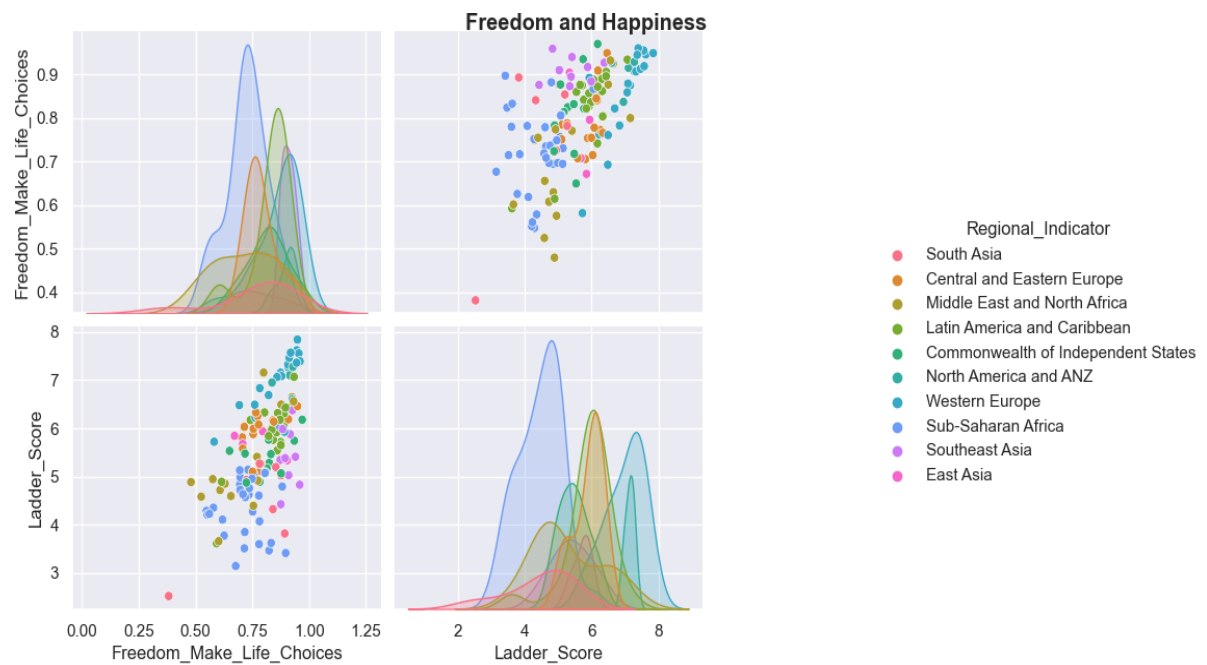 Freedom and Happiness
Freedom_Make_Life_Choices
0.9
0.8
0.7
0.6
0.5
0.4
Ladder_Score
8
7
6
5
4
3
0.00 0.25 0.50 0.75 1.00 1.25
Freedom_Make_Life_Choices
2 4 6 8
Ladder_Score
Regional_Indicator
South Asia
Central and Eastern Europe
Middle East and North Africa
Latin America and Caribbean
Commonwealth of Independent States
North America and ANZ
Western Europe
Sub-Saharan Africa
Southeast Asia
East Asia